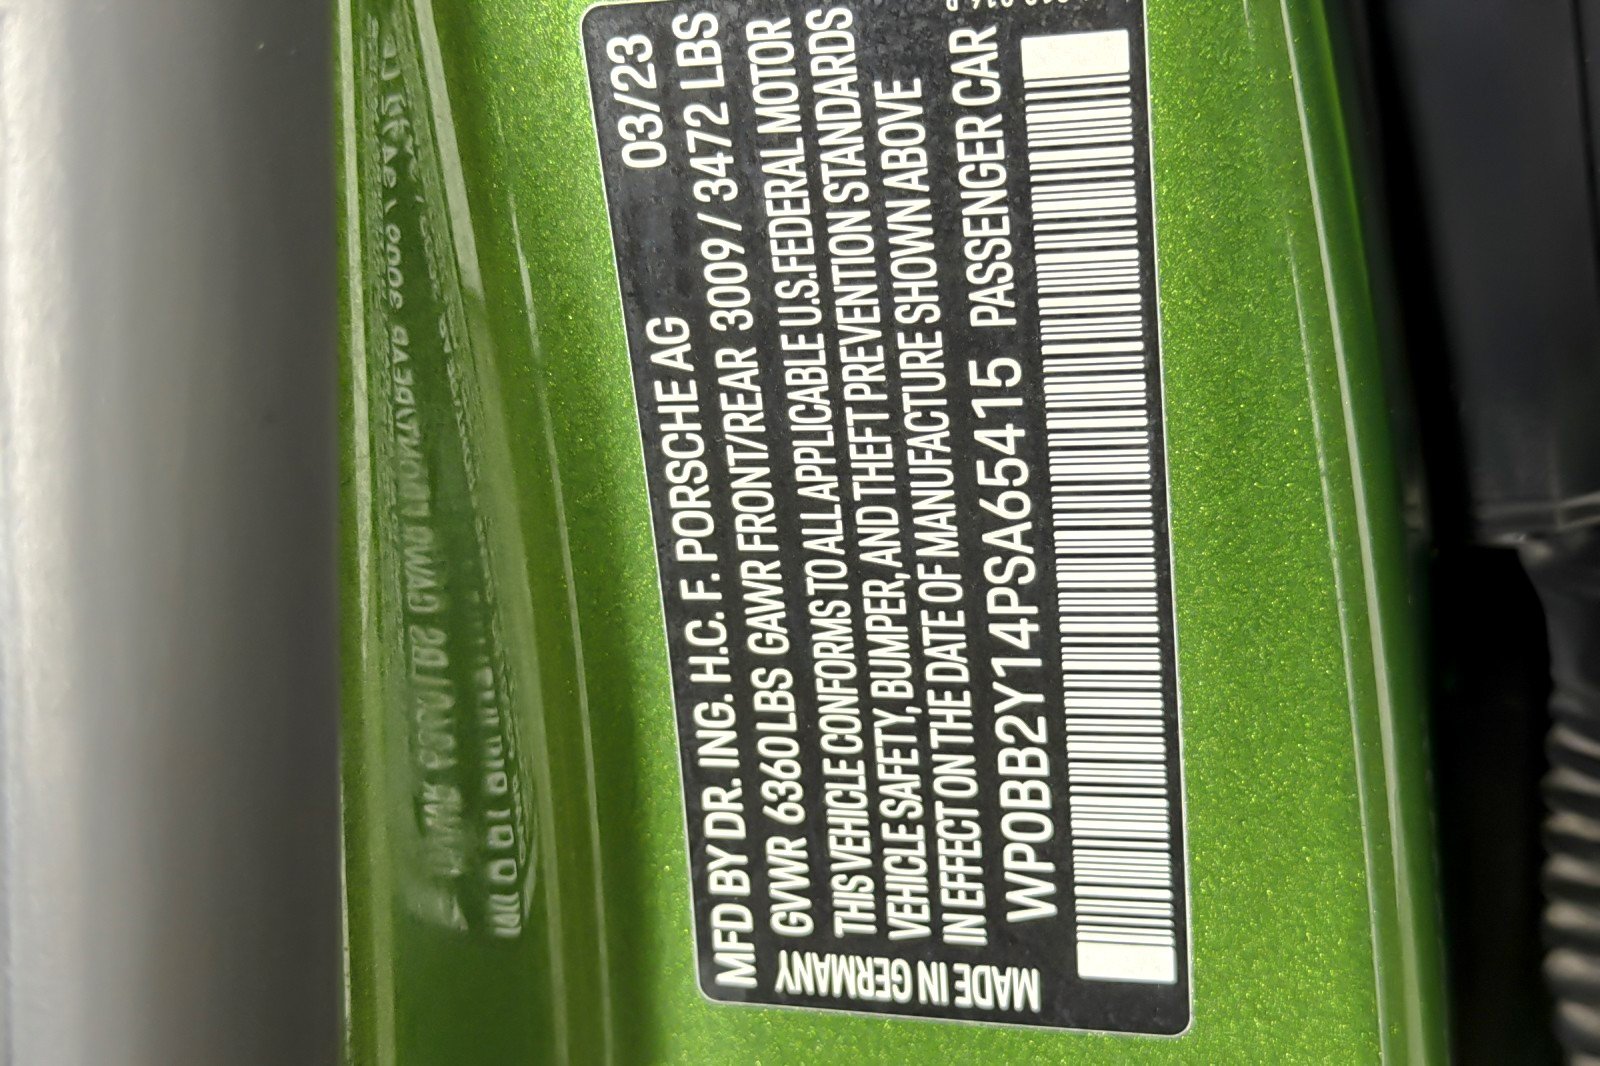 03/23
MFD BY DR. ING. H.C. F. PORSCHE AG
GVWR 6360 LBS GAWR FRONT/REAR 3009 / 3472 LBS
THIS VEHICLE CONFORMS TO ALL APPLICABLE U.S. FEDERAL MOTOR
VEHICLE SAFETY, BUMPER, AND THEFT PREVENTION STANDARDS
IN EFFECT ON THE DATE OF MANUFACTURE SHOWN ABOVE
WP0BB2Y14PSA65415 PASSENGER CAR
MADE IN GERMANY